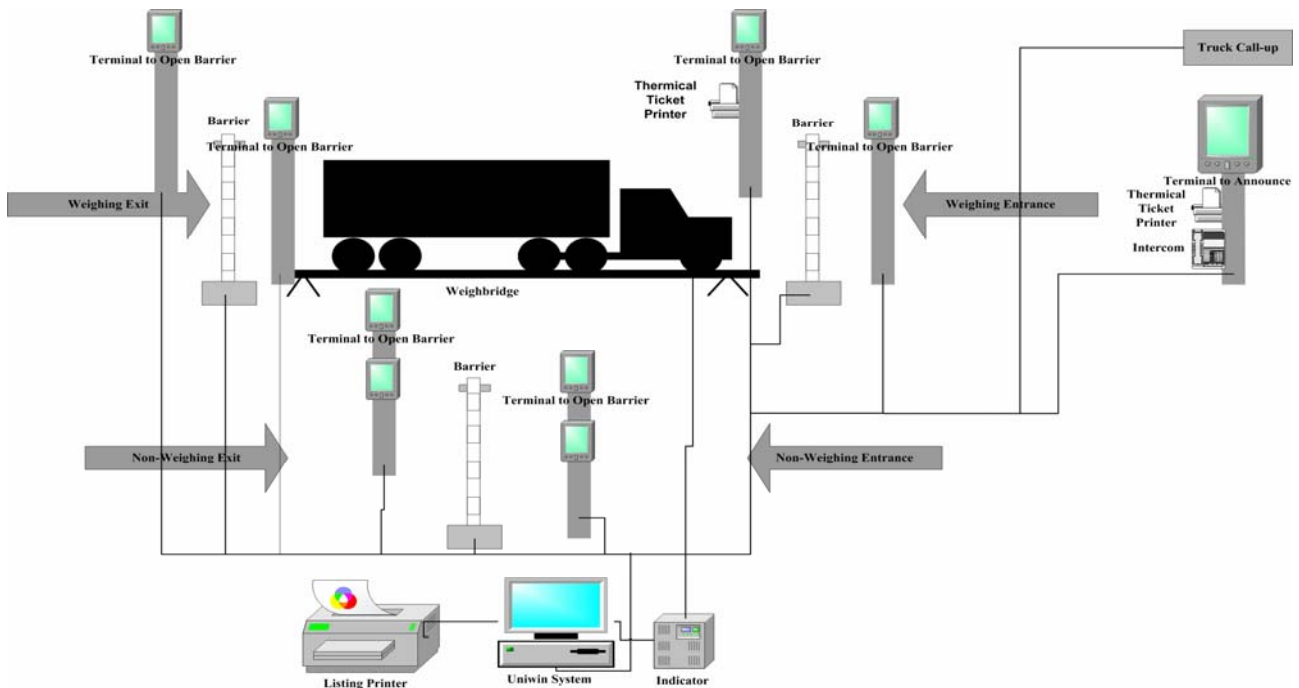 Truck Call-up
Terminal to Open Barrier
Terminal to Open Barrier
Thermical
Ticket
Printer
Barrier
Terminal to Open Barrier
Barrier
Terminal to Open Barrier
Terminal to Announce
Weighing Exit
Weighing Entrance
Thermical
Ticket
Printer
Intercom
Weighbridge
Terminal to Open Barrier
Barrier
Terminal to Open Barrier
Non-Weighing Exit
Non-Weighing Entrance
Listing Printer
Uniwin System
Indicator